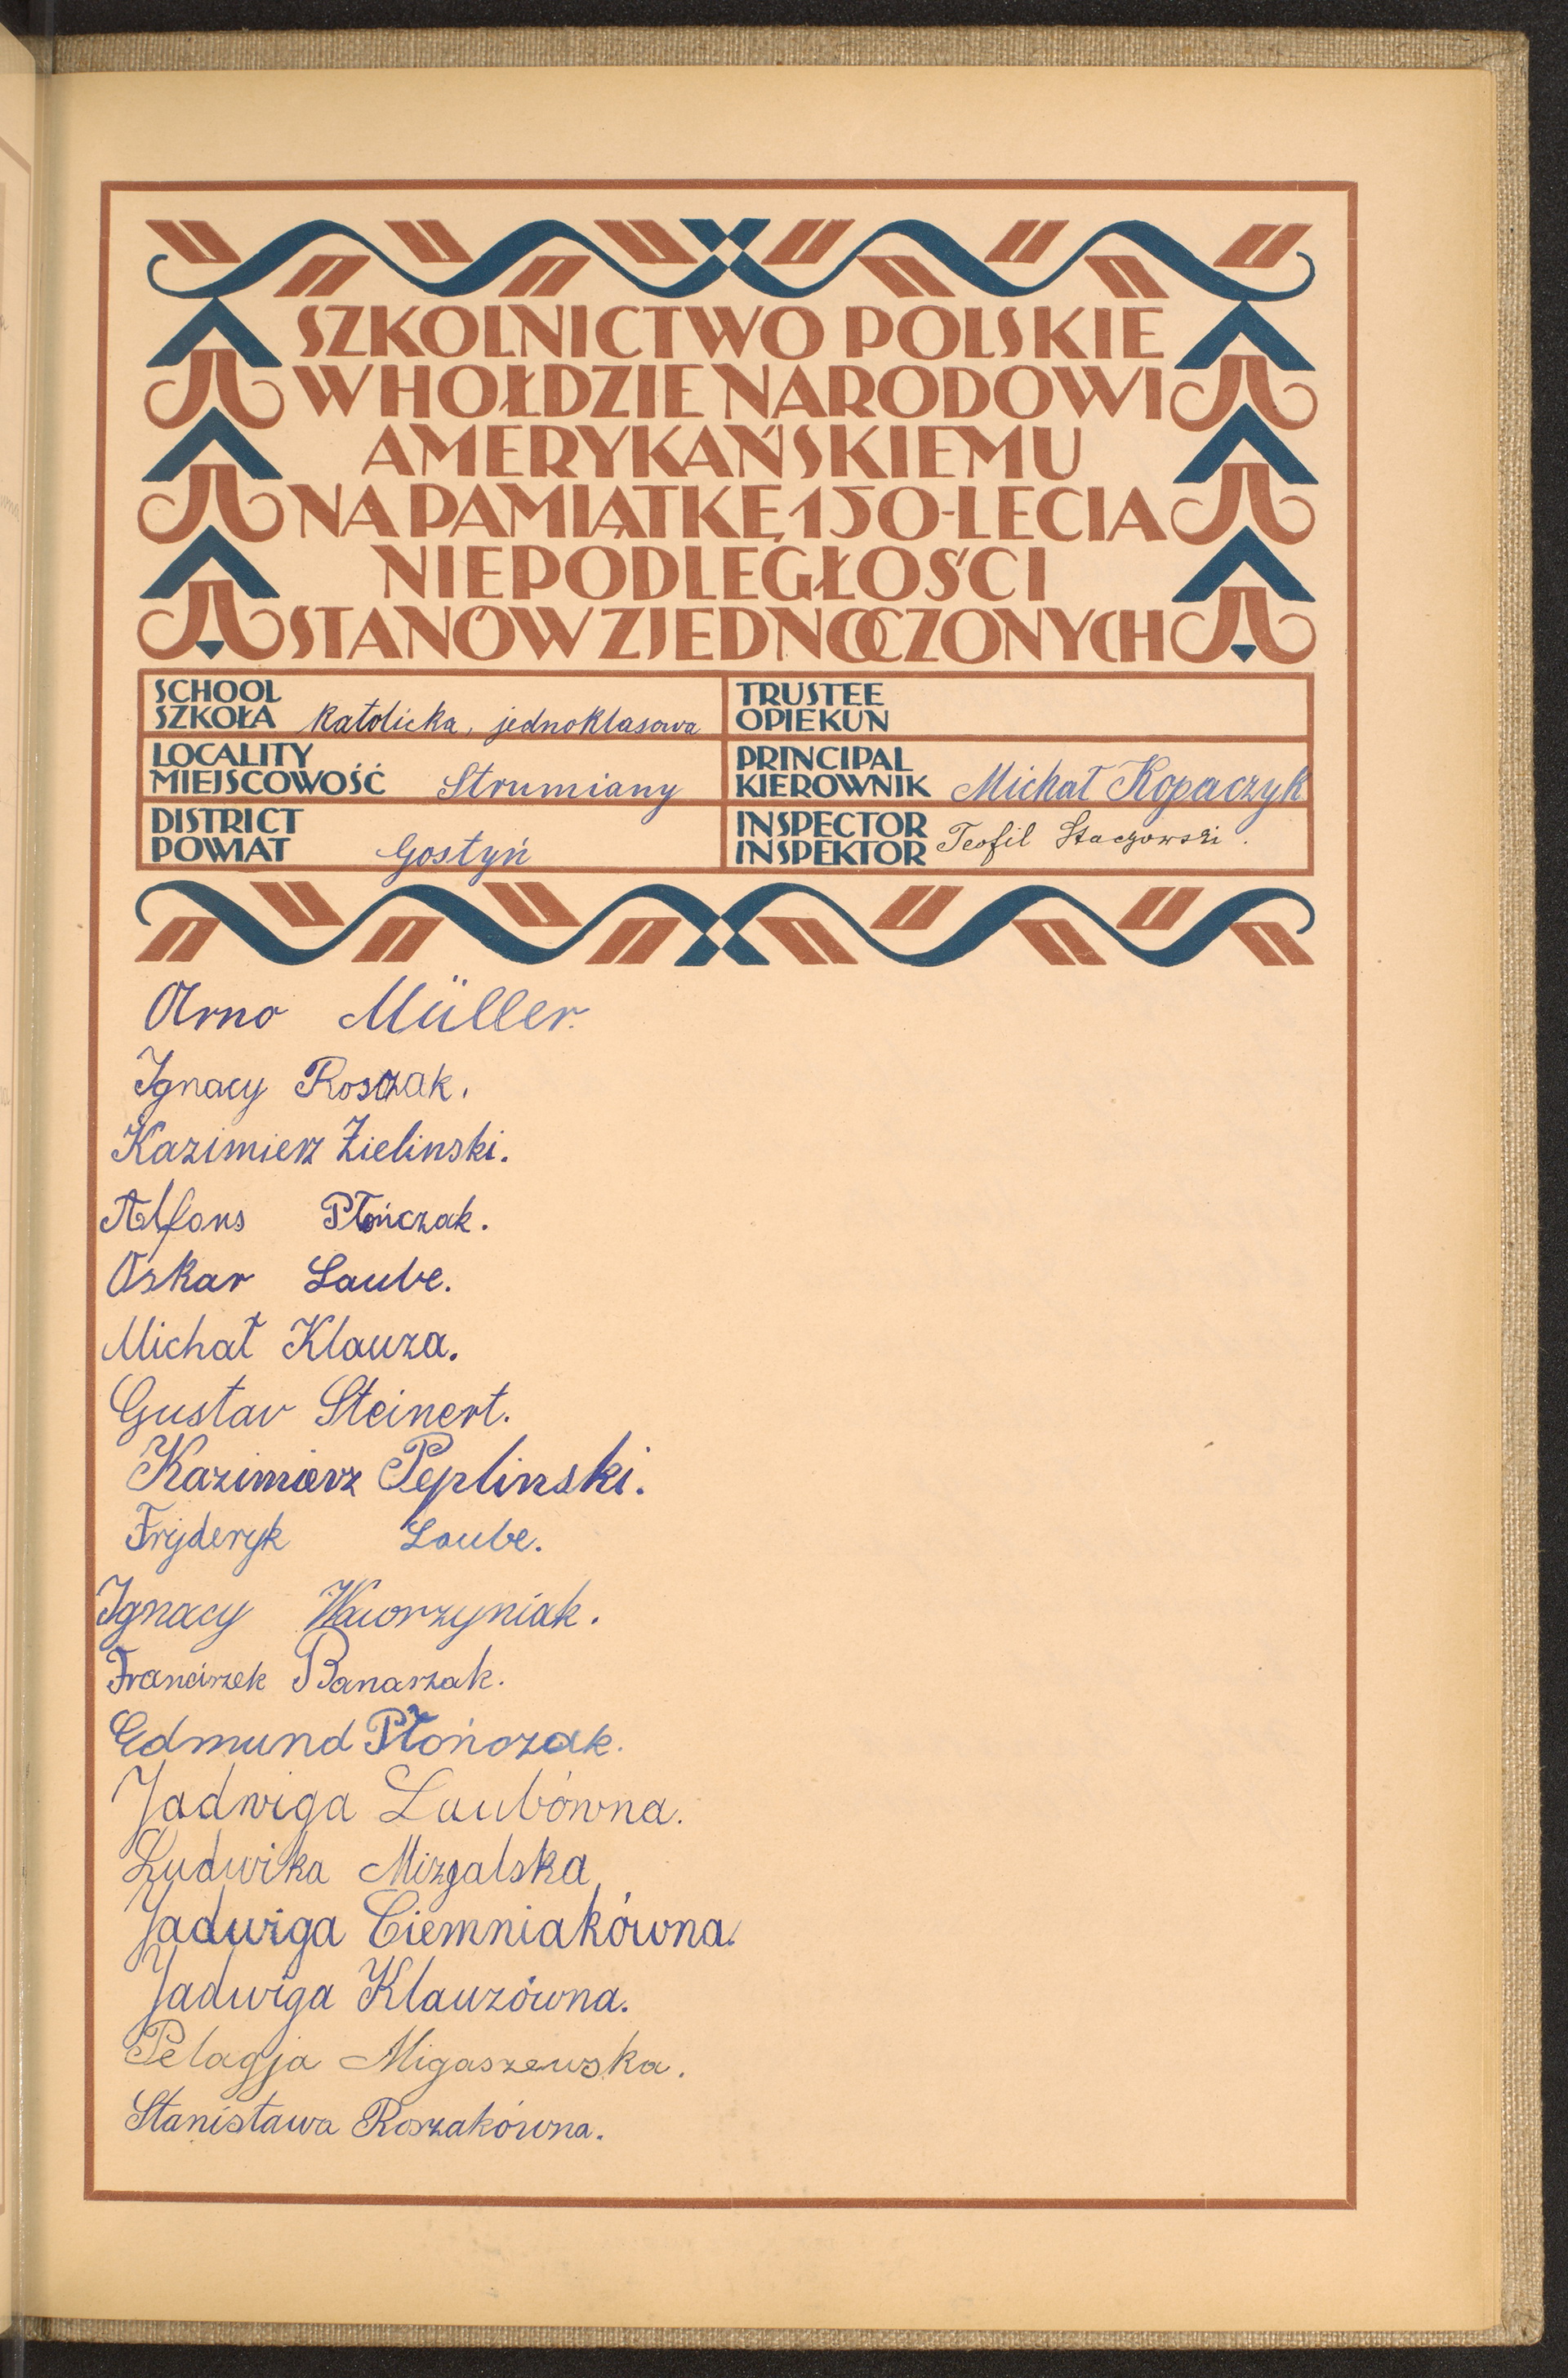 SZKOLNICTWO POLSKIE
W HOŁDZIE NARODOWI
AMERYKAŃSKIEMU
NA PAMIĄTKĘ 150-LECIA
NIEPODLEGŁOŚCI
STANÓW ZJEDNOCZONYCH
SCHOOL
SZKOŁA katolicka, jednoklasowa
LOCALITY
MIEJSCOWOŚĆ Strumiany
DISTRICT
POWIAT Gostyń
TRUSTEE
OPIEKUN
PRINCIPAL
KIEROWNIK Michał Kopaczyk
INSPECTOR
INSPEKTOR Teofil Staczowski.
Arno Müller.
Ignacy Roszak.
Kazimierz Zielinski.
Alfons Płończak.
Oskar Laube.
Michał Klauza.
Gustav Steinert.
Kazimierz Peplinski.
Fryderyk Laube.
Ignacy Wawrzyniak.
Franciszek Banaszak.
Edmund Płończak.
Jadwiga Laubówna.
Ludwika Mizgalska
Jadwiga Ciemniakówna.
Jadwiga Klauzówna.
Pelagja Migaszewska.
Stanisława Roszakówna.